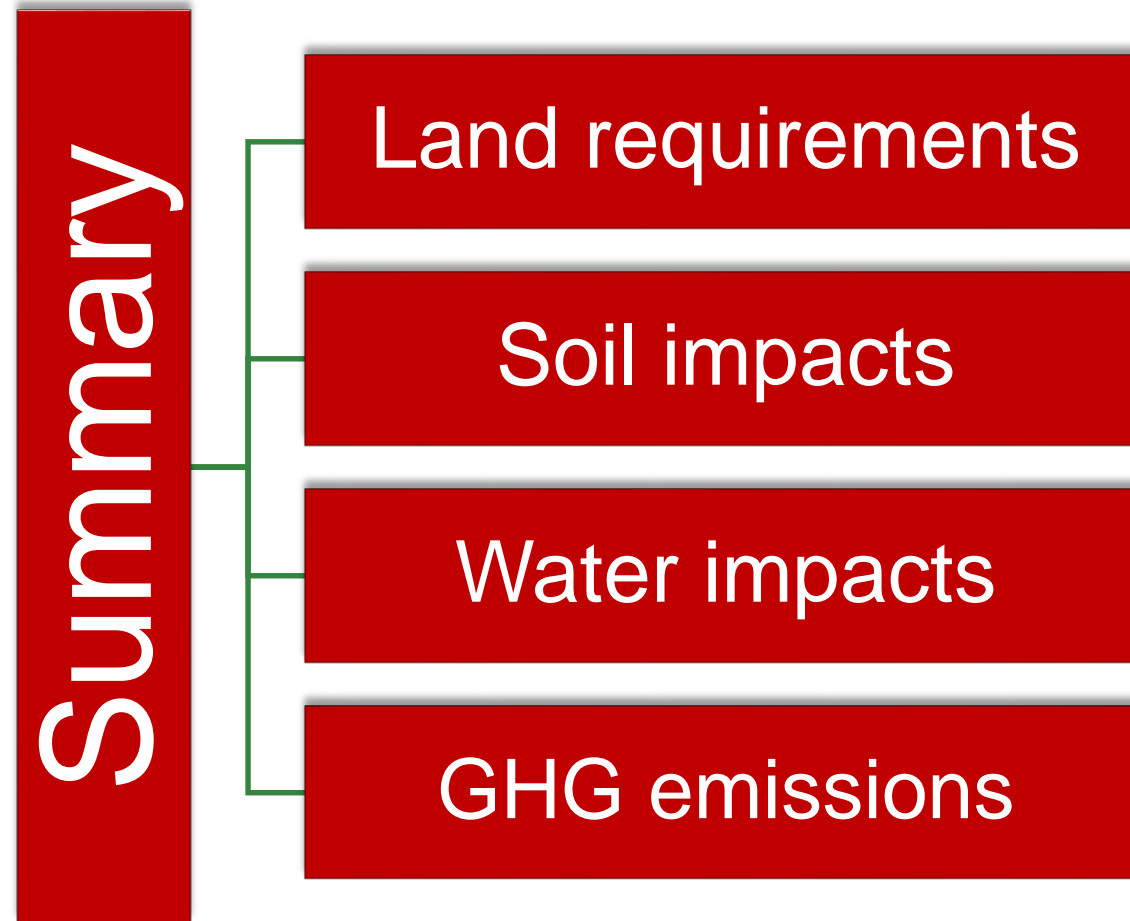 Summary
Land requirements
Soil impacts
Water impacts
GHG emissions